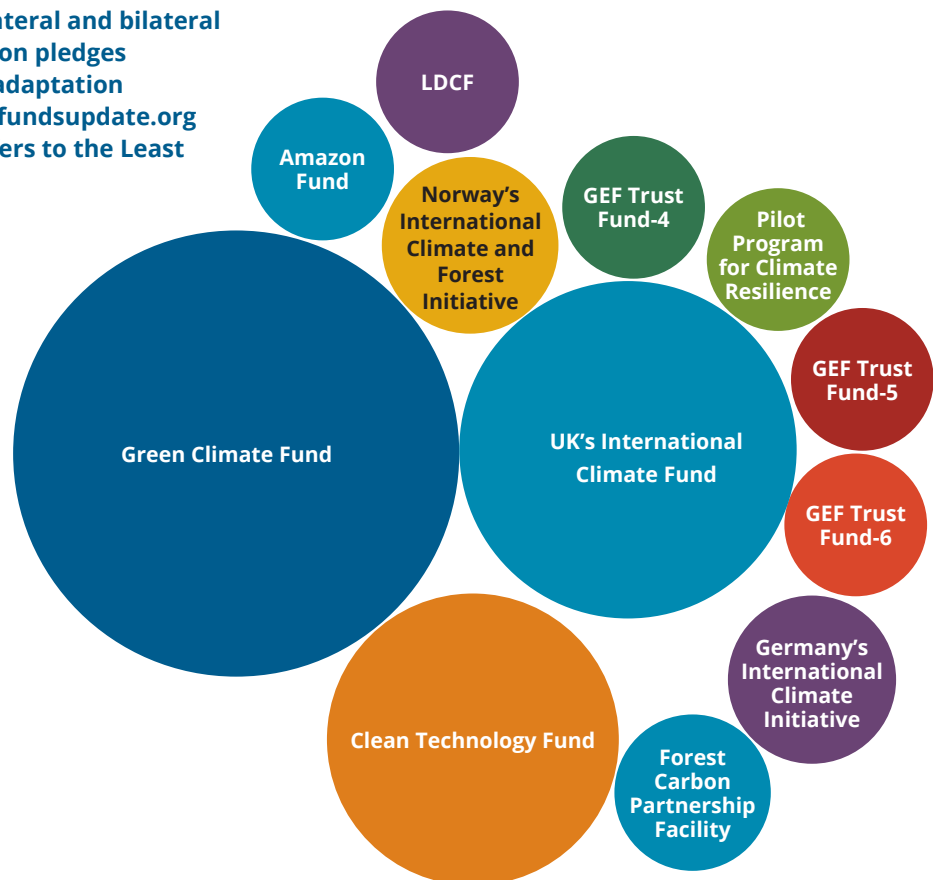 ateral and bilateral
on pledges
adaptation
fundsupdate.org
ers to the Least
LDCF
Amazon
Fund
Norway's
International
Climate and
Forest
Initiative
GEF Trust
Fund-4
Pilot
Program
for Climate
Resilience
GEF Trust
Fund-5
Green Climate Fund
UK's International
Climate Fund
GEF Trust
Fund-6
Germany's
International
Climate
Initiative
Clean Technology Fund
Forest
Carbon
Partnership
Facility